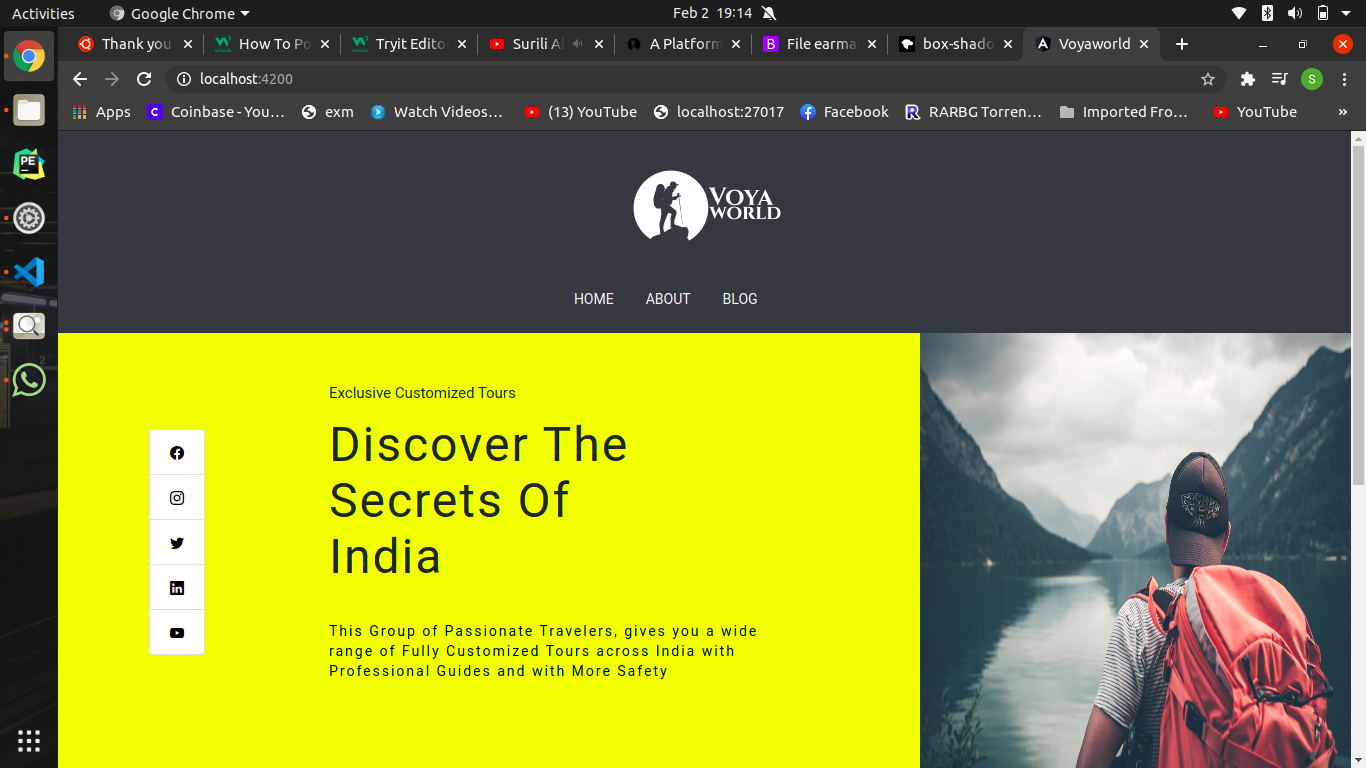 Activities
Google Chrome
Feb 2 19:14
Thank you
How To Po
Tryit Edito
Surili A
A Platform
File earma
box-shado
Voyaworld
localhost:4200
S
Apps
Coinbase - You…
exm
Watch Videos…
(13) YouTube
localhost:27017
Facebook
RARBG Torren…
Imported Fro…
YouTube
»
PE
VOYA
WORLD
HOME
ABOUT
BLOG
2
Exclusive Customized Tours
Discover The
Secrets Of
India
This Group of Passionate Travelers, gives you a wide
range of Fully Customized Tours across India with
Professional Guides and with More Safety